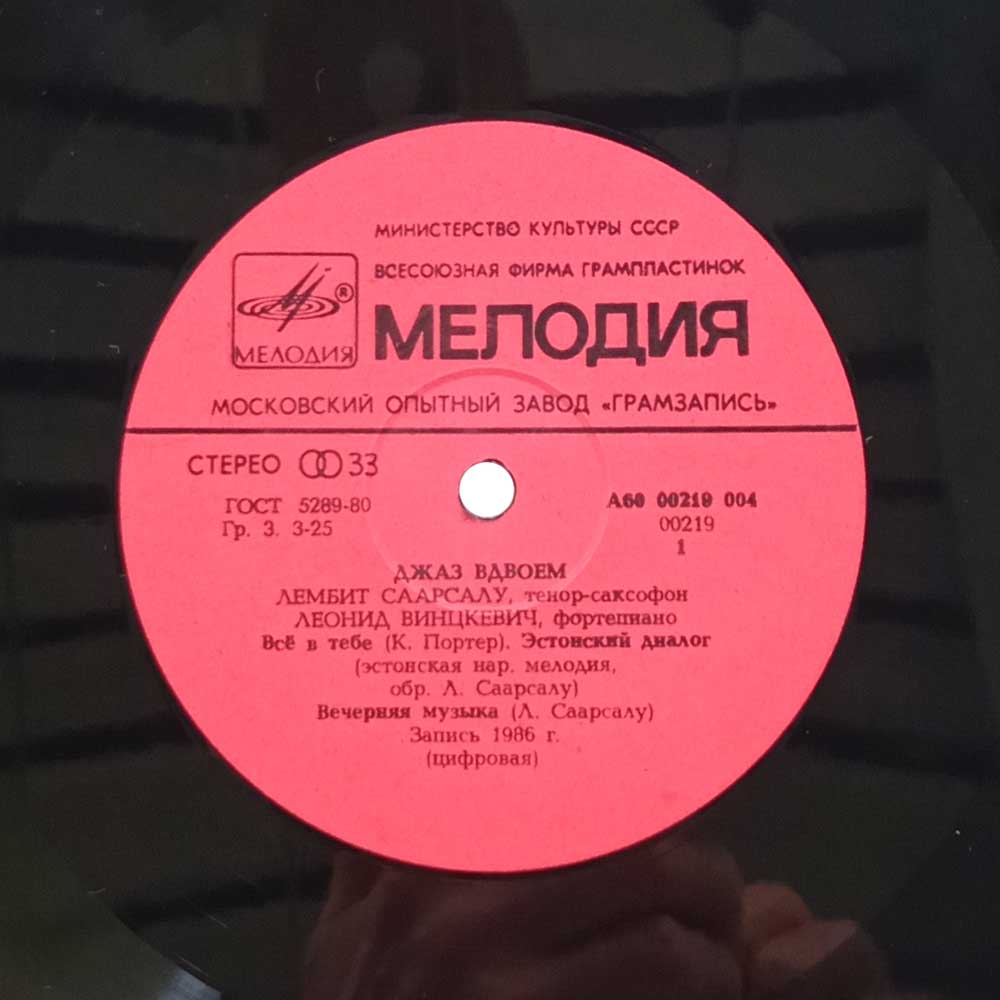 МИНИСТЕРСТВО КУЛЬТУРЫ СССР
ВСЕСОЮЗНАЯ ФИРМА ГРАМПЛАСТИНОК
МЕЛОДИЯ ®
МЕЛОДИЯ
МОСКОВСКИЙ ОПЫТНЫЙ ЗАВОД «ГРАМЗАПИСЬ»
СТЕРЕО 33
ГОСТ 5289-80
Гр. 3. 3-25
А60 00219 004
00219
1
ДЖАЗ ВДВОЕМ
ЛЕМБИТ СААРСАЛУ, тенор-саксофон
ЛЕОНИД ВИНЦКЕВИЧ, фортепиано
Всё в тебе (К. Портер). Эстонский диалог
(эстонская нар. мелодия,
обр. Л. Саарсалу)
Вечерняя музыка (Л. Саарсалу)
Запись 1986 г.
(цифровая)